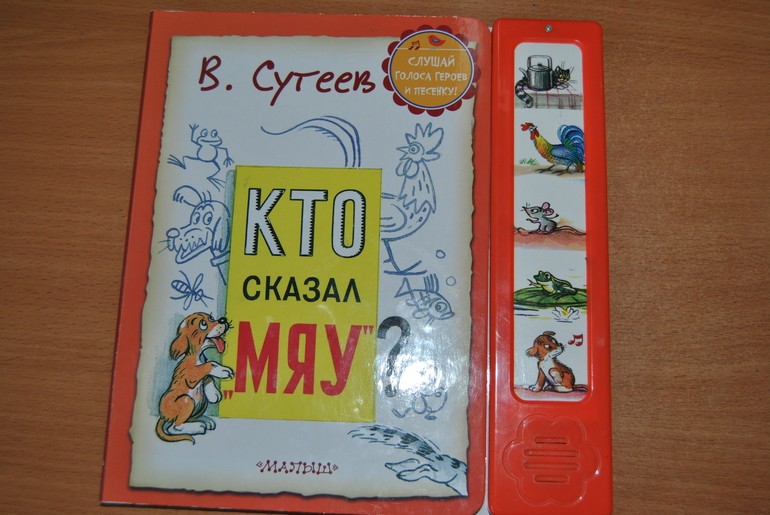 В. Сутеев
СЛУШАЙ
ГОЛОСА ГЕРОЕВ
И ПЕСЕНКУ!
КТО
СКАЗАЛ
„МЯУ"?
«МАЛЫШ»